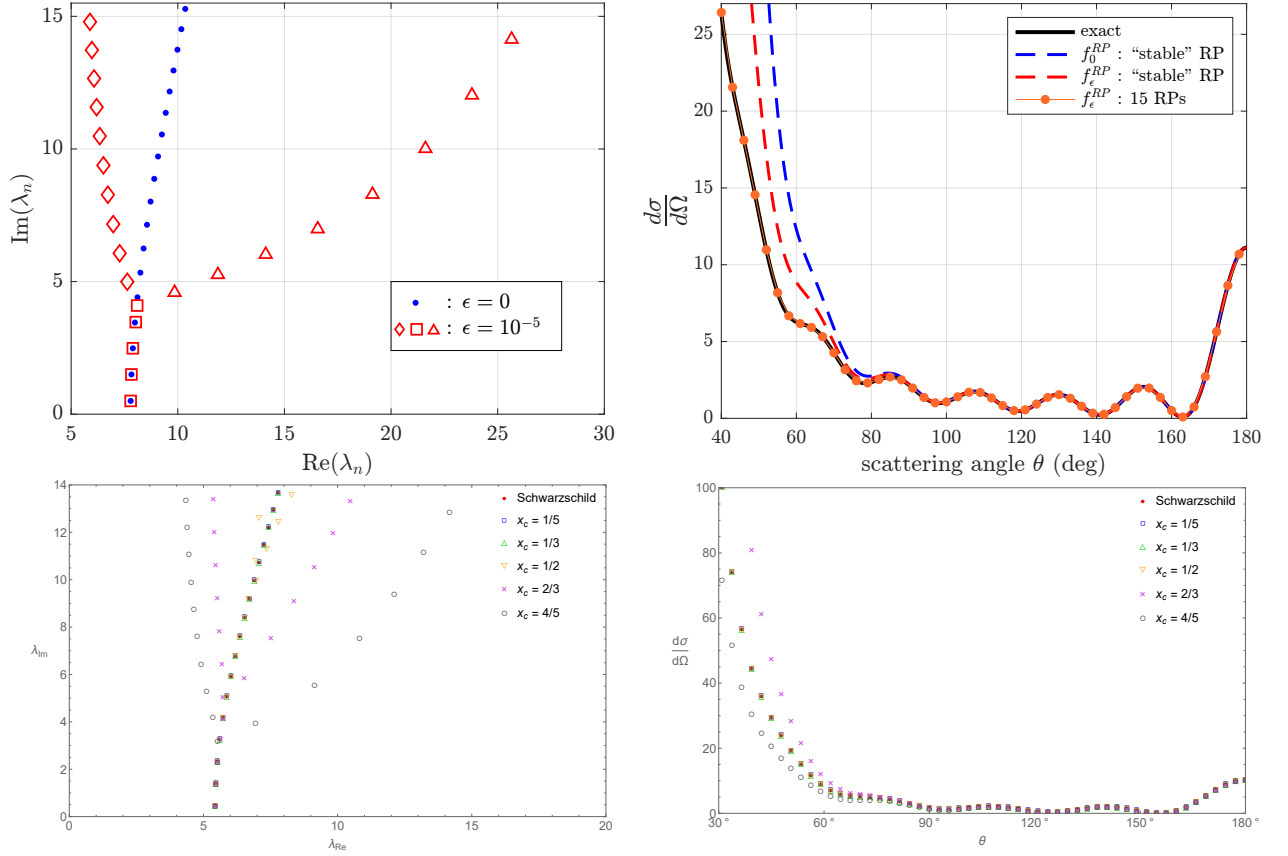 15
10
5
0
Im(λₙ)
5
10
15
20
25
30
Re(λₙ)
: ϵ = 0
: ϵ = 10⁻⁵
25
20
15
10
5
0
dσ
dΩ
40
60
80
100
120
140
160
180
scattering angle θ (deg)
exact
f₀^{RP} : “stable” RP
f_ϵ^{RP} : “stable” RP
f_ϵ^{RP} : 15 RPs
14
12
10
8
6
4
2
0
λ_{Im}
0
5
10
15
20
λ_{Re}
Schwarzschild
x_c = 1/5
x_c = 1/3
x_c = 1/2
x_c = 2/3
x_c = 4/5
100
80
60
40
20
0
dσ
dΩ
30°
60°
90°
120°
150°
180°
θ
Schwarzschild
x_c = 1/5
x_c = 1/3
x_c = 1/2
x_c = 2/3
x_c = 4/5